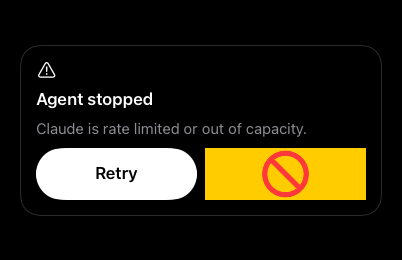 Agent stopped
Claude is rate limited or out of capacity.
Retry